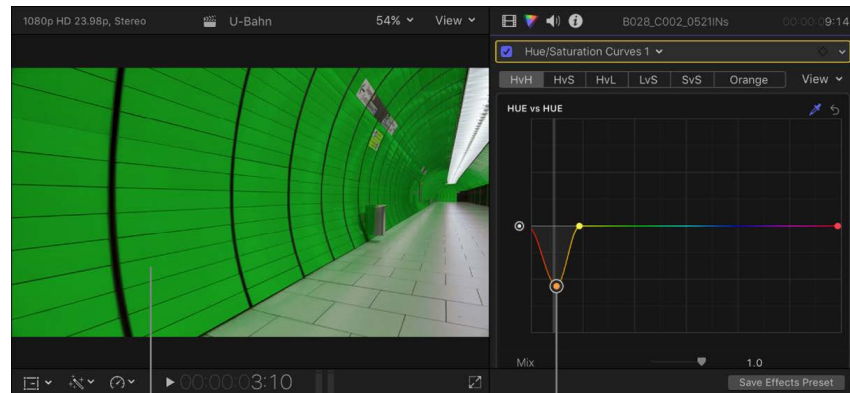 1080p HD 23.98p, Stereo
U-Bahn
54%
View
B028_C002_0521INs
00:00:09:14
Hue/Saturation Curves 1
HvH
HvS
HvL
LvS
SvS
Orange
View
HUE vs HUE
Mix
1.0
00:00:03:10
Save Effects Preset